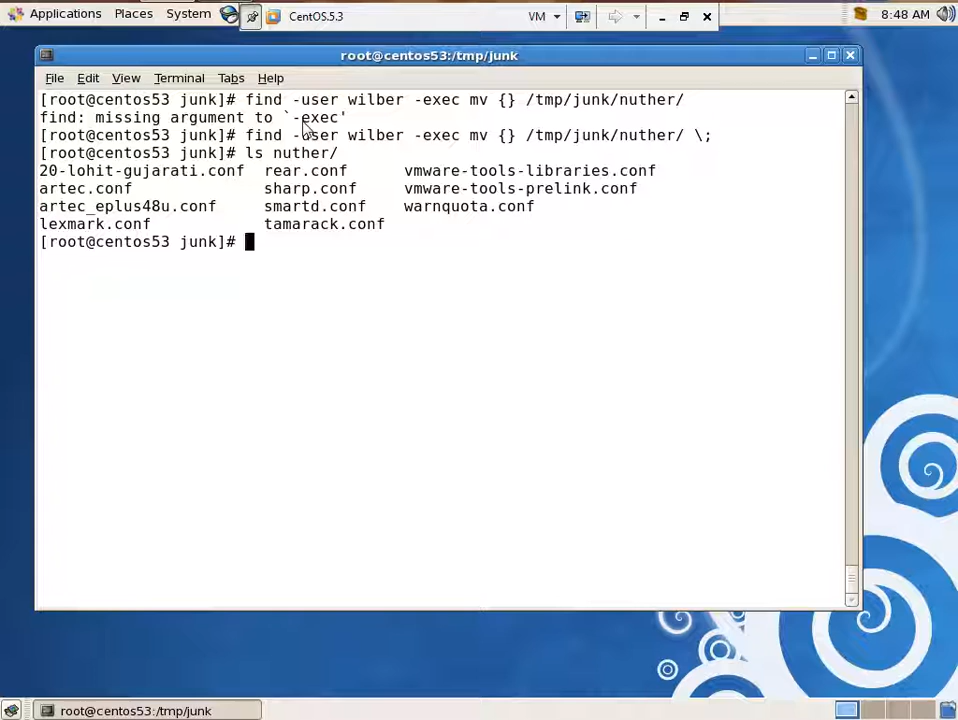 Applications Places System CentOS.5.3 VM 8:48 AM
root@centos53:/tmp/junk
File Edit View Terminal Tabs Help
[root@centos53 junk]# find -user wilber -exec mv {} /tmp/junk/nuther/
find: missing argument to `-exec'
[root@centos53 junk]# find -user wilber -exec mv {} /tmp/junk/nuther/ \;
[root@centos53 junk]# ls nuther/
20-lohit-gujarati.conf rear.conf vmware-tools-libraries.conf
artec.conf sharp.conf vmware-tools-prelink.conf
artec_eplus48u.conf smartd.conf warnquota.conf
lexmark.conf tamarack.conf
[root@centos53 junk]#
root@centos53:/tmp/junk